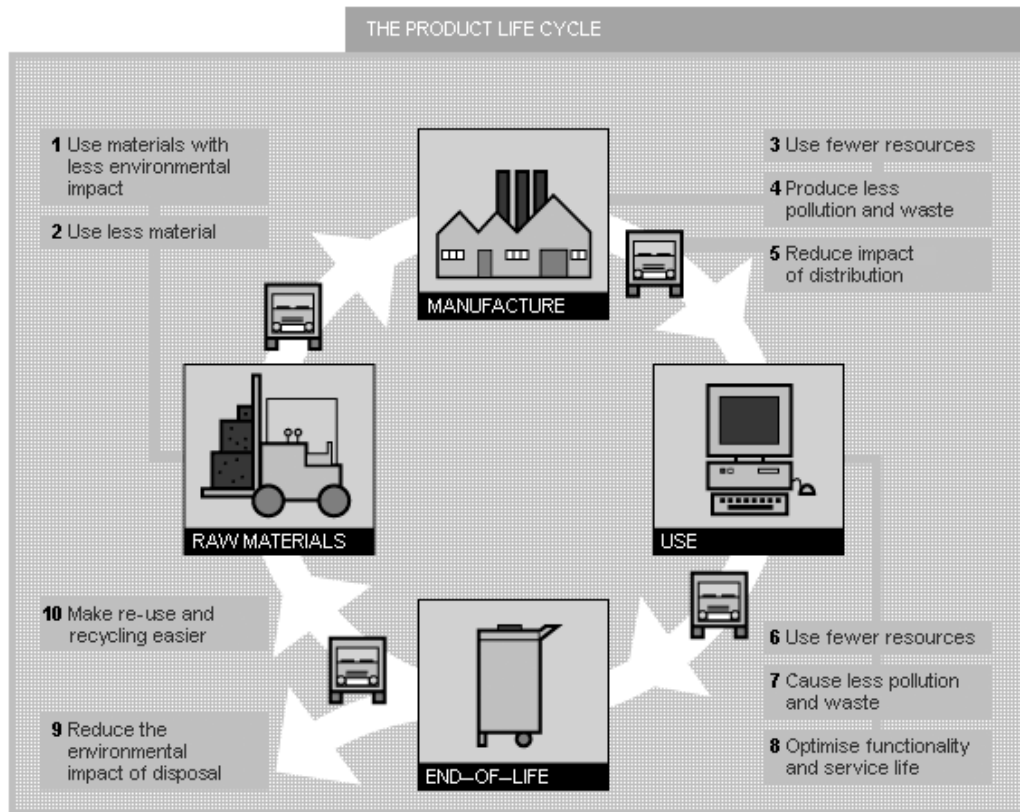 THE PRODUCT LIFE CYCLE
1 Use materials with
less environmental
impact
2 Use less material
MANUFACTURE
3 Use fewer resources
4 Produce less
pollution and waste
5 Reduce impact
of distribution
RAW MATERIALS
USE
10 Make re-use and
recycling easier
9 Reduce the
environmental
impact of disposal
END–OF–LIFE
6 Use fewer resources
7 Cause less pollution
and waste
8 Optimise functionality
and service life